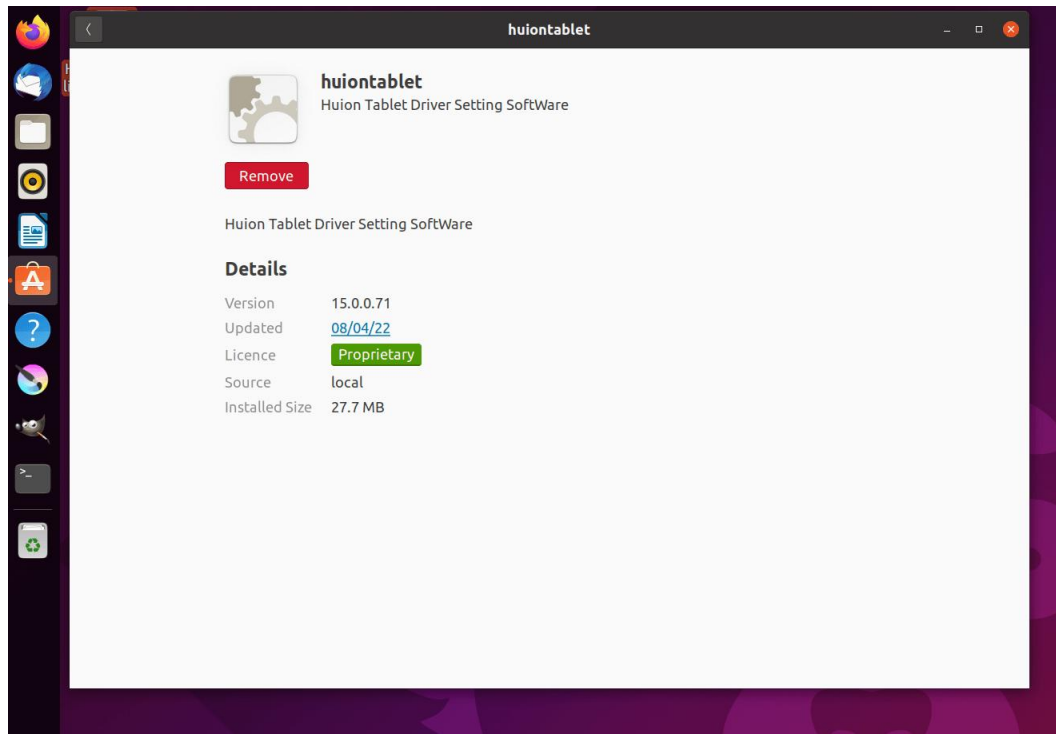 huiontablet
huiontablet
Huion Tablet Driver Setting SoftWare
Remove
Huion Tablet Driver Setting SoftWare
Details
Version 15.0.0.71
Updated 08/04/22
Licence Proprietary
Source local
Installed Size 27.7 MB